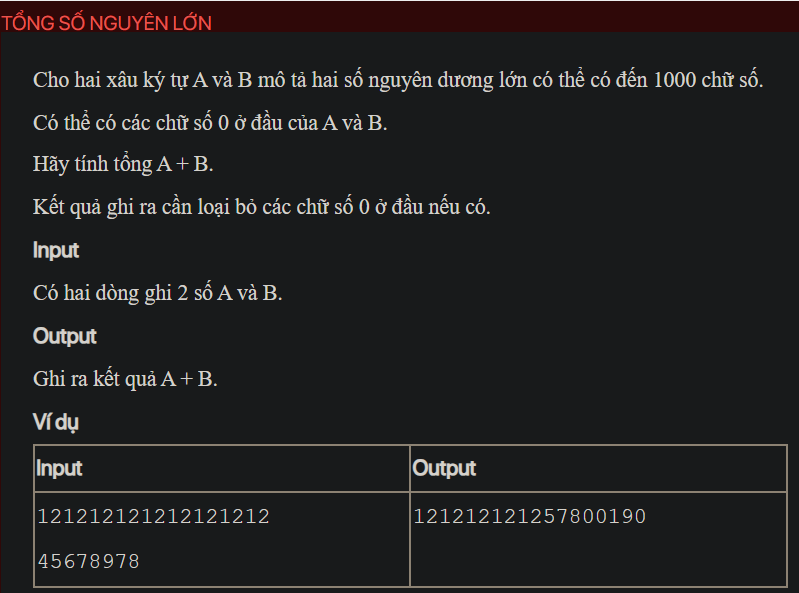 TỔNG SỐ NGUYÊN LỚN
Cho hai xâu ký tự A và B mô tả hai số nguyên dương lớn có thể có đến 1000 chữ số.
Có thể có các chữ số 0 ở đầu của A và B.
Hãy tính tổng A + B.
Kết quả ghi ra cần loại bỏ các chữ số 0 ở đầu nếu có.
Input
Có hai dòng ghi 2 số A và B.
Output
Ghi ra kết quả A + B.
Ví dụ
Input Output
121212121212121212 121212121257800190
45678978